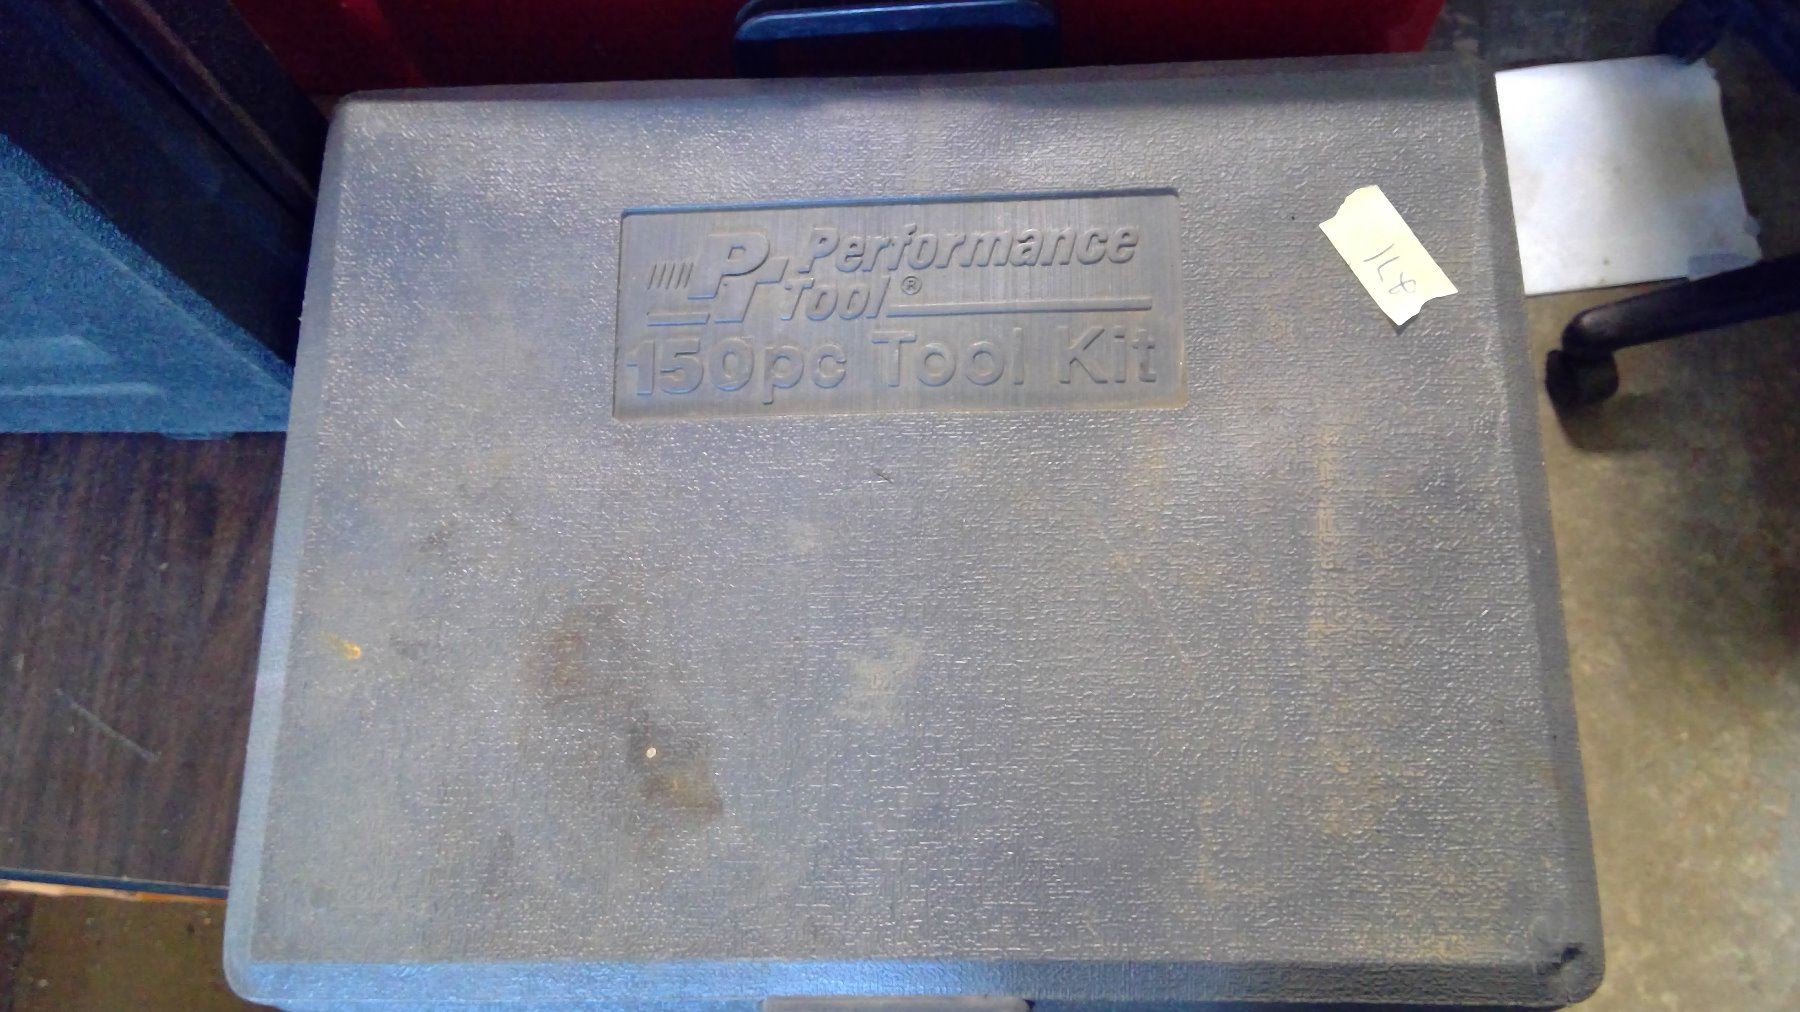 PT Performance
Tool®
150pc Tool Kit